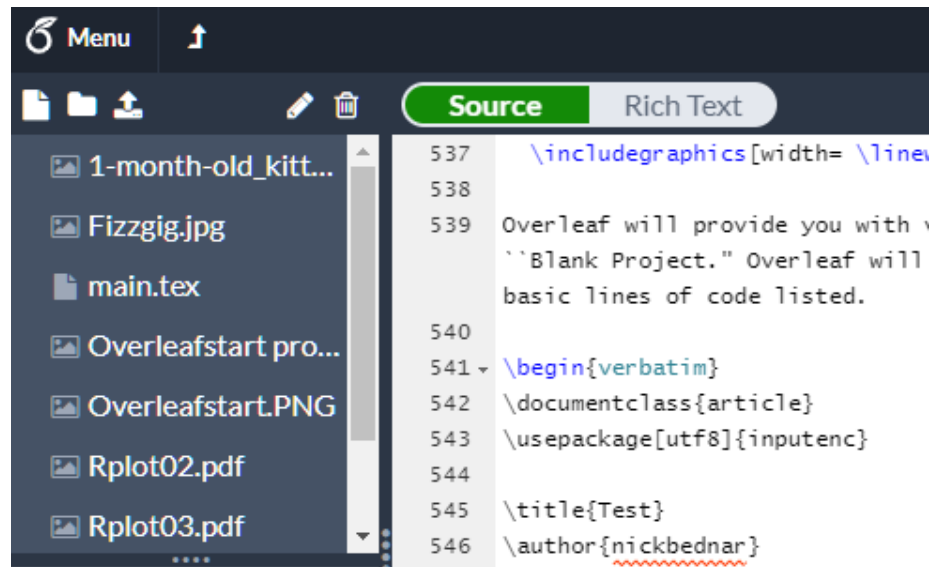 Menu
Source Rich Text
1-month-old_kitt...
Fizzgig.jpg
main.tex
Overleafstart pro...
Overleafstart.PNG
Rplot02.pdf
Rplot03.pdf
537 \includegraphics[width= \linew
538
539 Overleaf will provide you with
``Blank Project." Overleaf will
basic lines of code listed.
540
541 \begin{verbatim}
542 \documentclass{article}
543 \usepackage[utf8]{inputenc}
544
545 \title{Test}
546 \author{nickbednar}